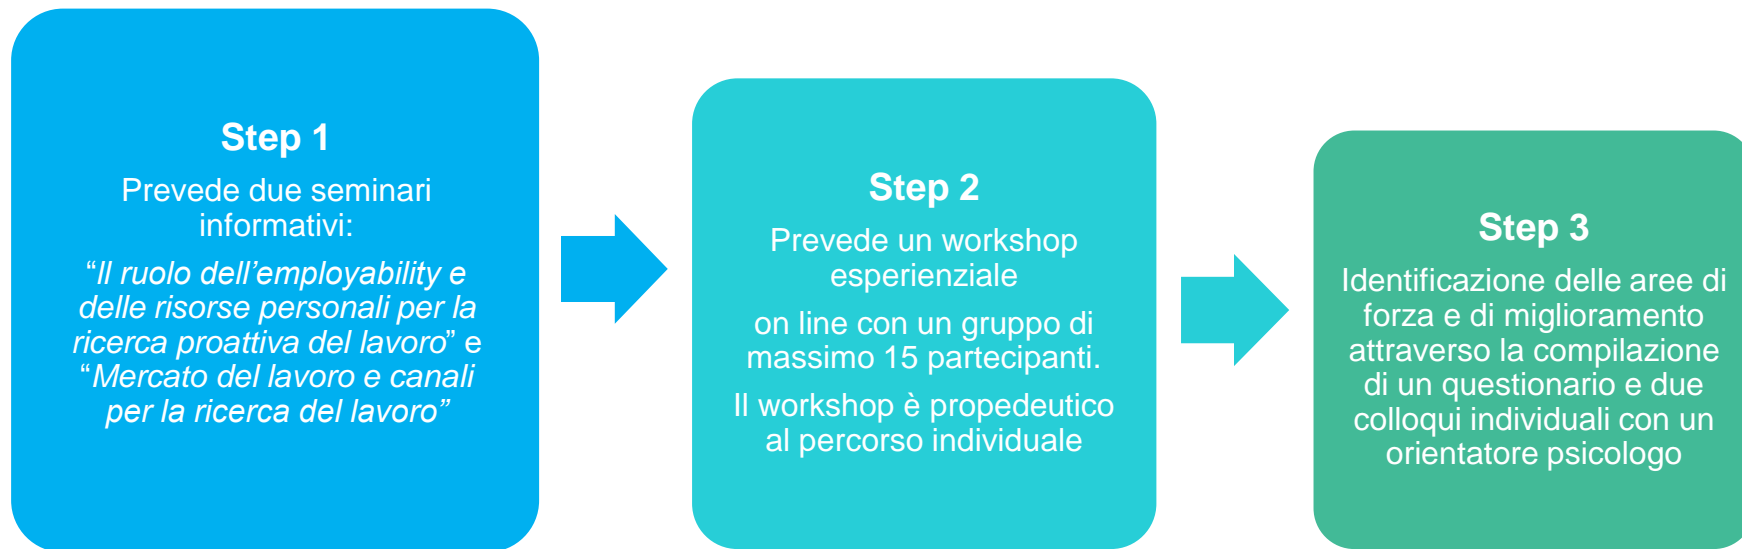 Step 1
Prevede due seminari
informativi:
“Il ruolo dell’employability e
delle risorse personali per la
ricerca proattiva del lavoro” e
“Mercato del lavoro e canali
per la ricerca del lavoro”
Step 2
Prevede un workshop
esperienziale
on line con un gruppo di
massimo 15 partecipanti.
Il workshop è propedeutico
al percorso individuale
Step 3
Identificazione delle aree di
forza e di miglioramento
attraverso la compilazione
di un questionario e due
colloqui individuali con un
orientatore psicologo